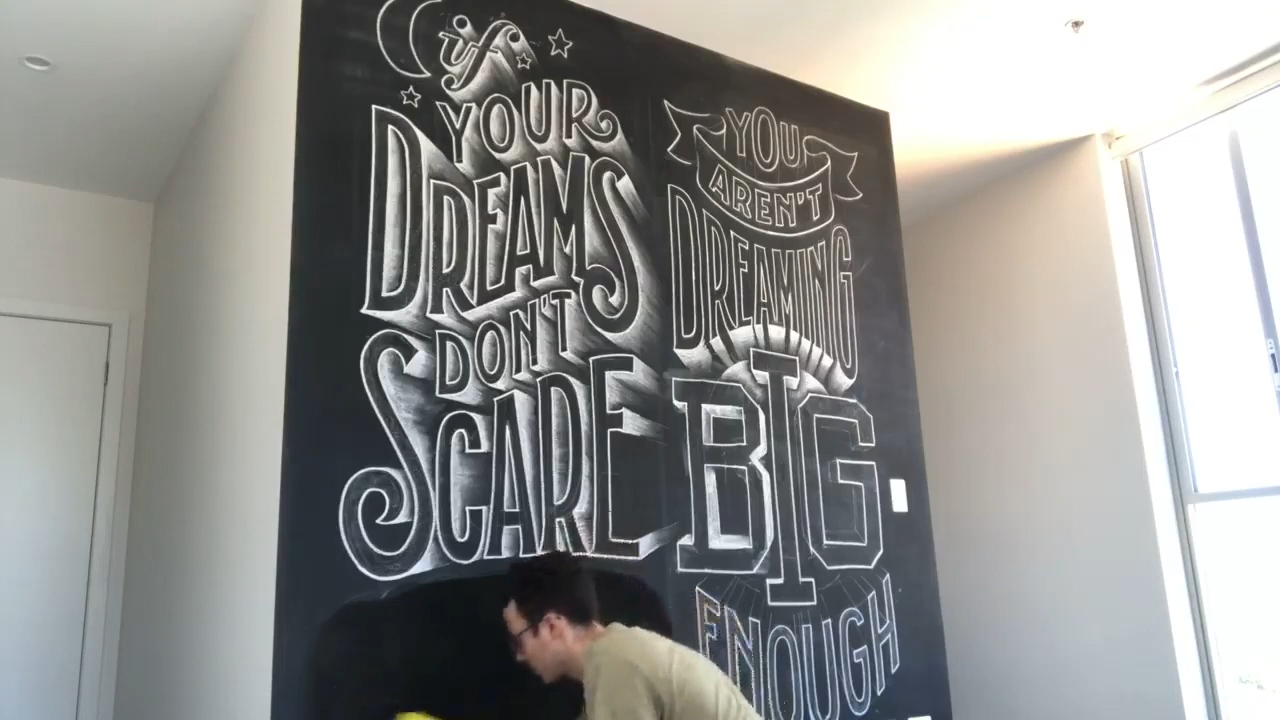 if
YOUR
DREAMS
DON'T
SCARE
YOU
AREN'T
DREAMING
BIG
ENOUGH